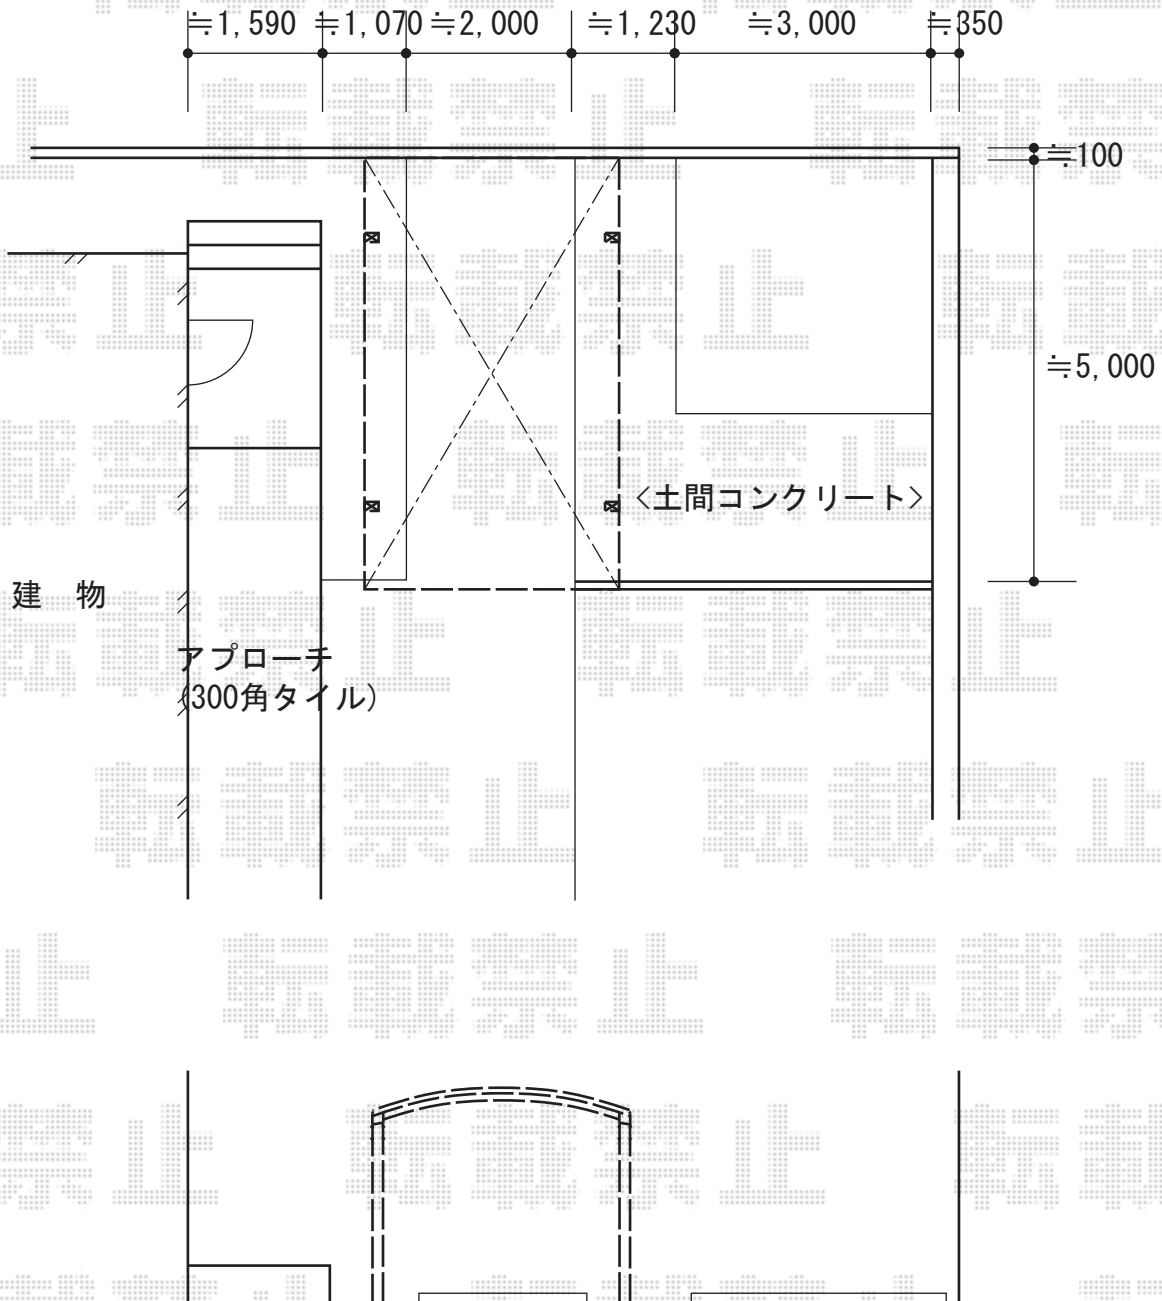 ≒1,590 ≒1,070 ≒2,000 ≒1,230 ≒3,000 ≒350
≒100
≒5,000
<土間コンクリート>
建 物
アプローチ
(300角タイル)
転載禁止